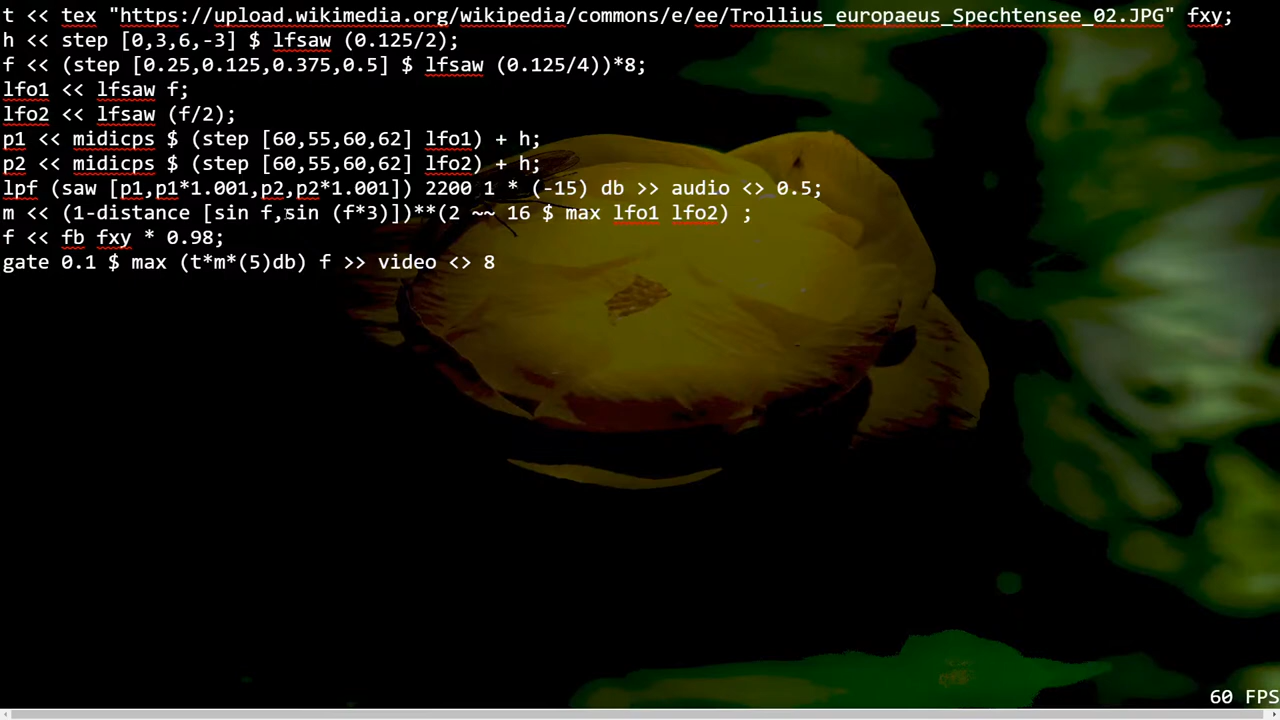 t << tex "https://upload.wikimedia.org/wikipedia/commons/e/ee/Trollius_europaeus_Spechtensee_02.JPG" fxy;
h << step [0,3,6,-3] $ lfsaw (0.125/2);
f << (step [0.25,0.125,0.375,0.5] $ lfsaw (0.125/4))*8;
lfo1 << lfsaw f;
lfo2 << lfsaw (f/2);
p1 << midicps $ (step [60,55,60,62] lfo1) + h;
p2 << midicps $ (step [60,55,60,62] lfo2) + h;
lpf (saw [p1,p1*1.001,p2,p2*1.001]) 2200 1 * (-15) db >> audio <> 0.5;
m << (1-distance [sin f,sin (f*3)])**(2 ~~ 16 $ max lfo1 lfo2) ;
f << fb fxy * 0.98;
gate 0.1 $ max (t*m*(5)db) f >> video <> 8
60 FPS